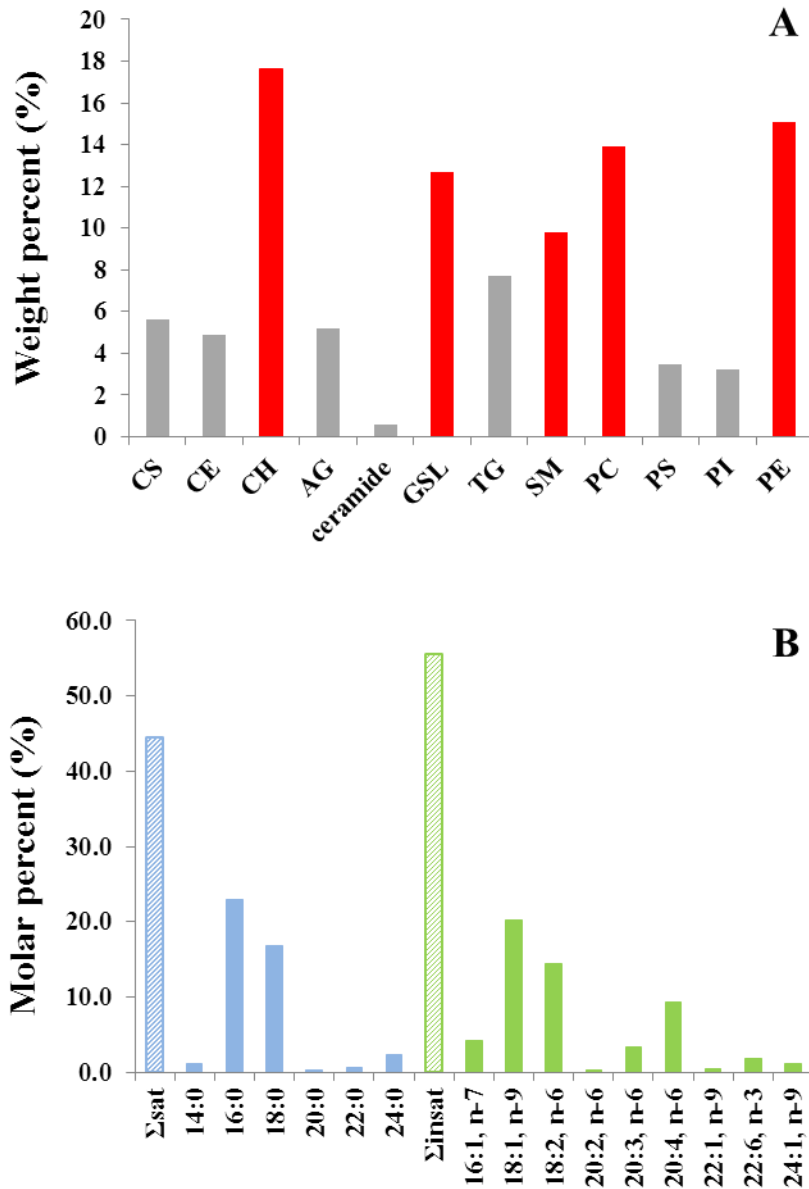 A
Weight percent (%)
20
18
16
14
12
10
8
6
4
2
0
CS
CE
CH
AG
ceramide
GSL
TG
SM
PC
PS
PI
PE
B
Molar percent (%)
60.0
50.0
40.0
30.0
20.0
10.0
0.0
Σsat
14:0
16:0
18:0
20:0
22:0
24:0
Σinsat
16:1, n-7
18:1, n-9
18:2, n-6
20:2, n-6
20:3, n-6
20:4, n-6
22:1, n-9
22:6, n-3
24:1, n-9